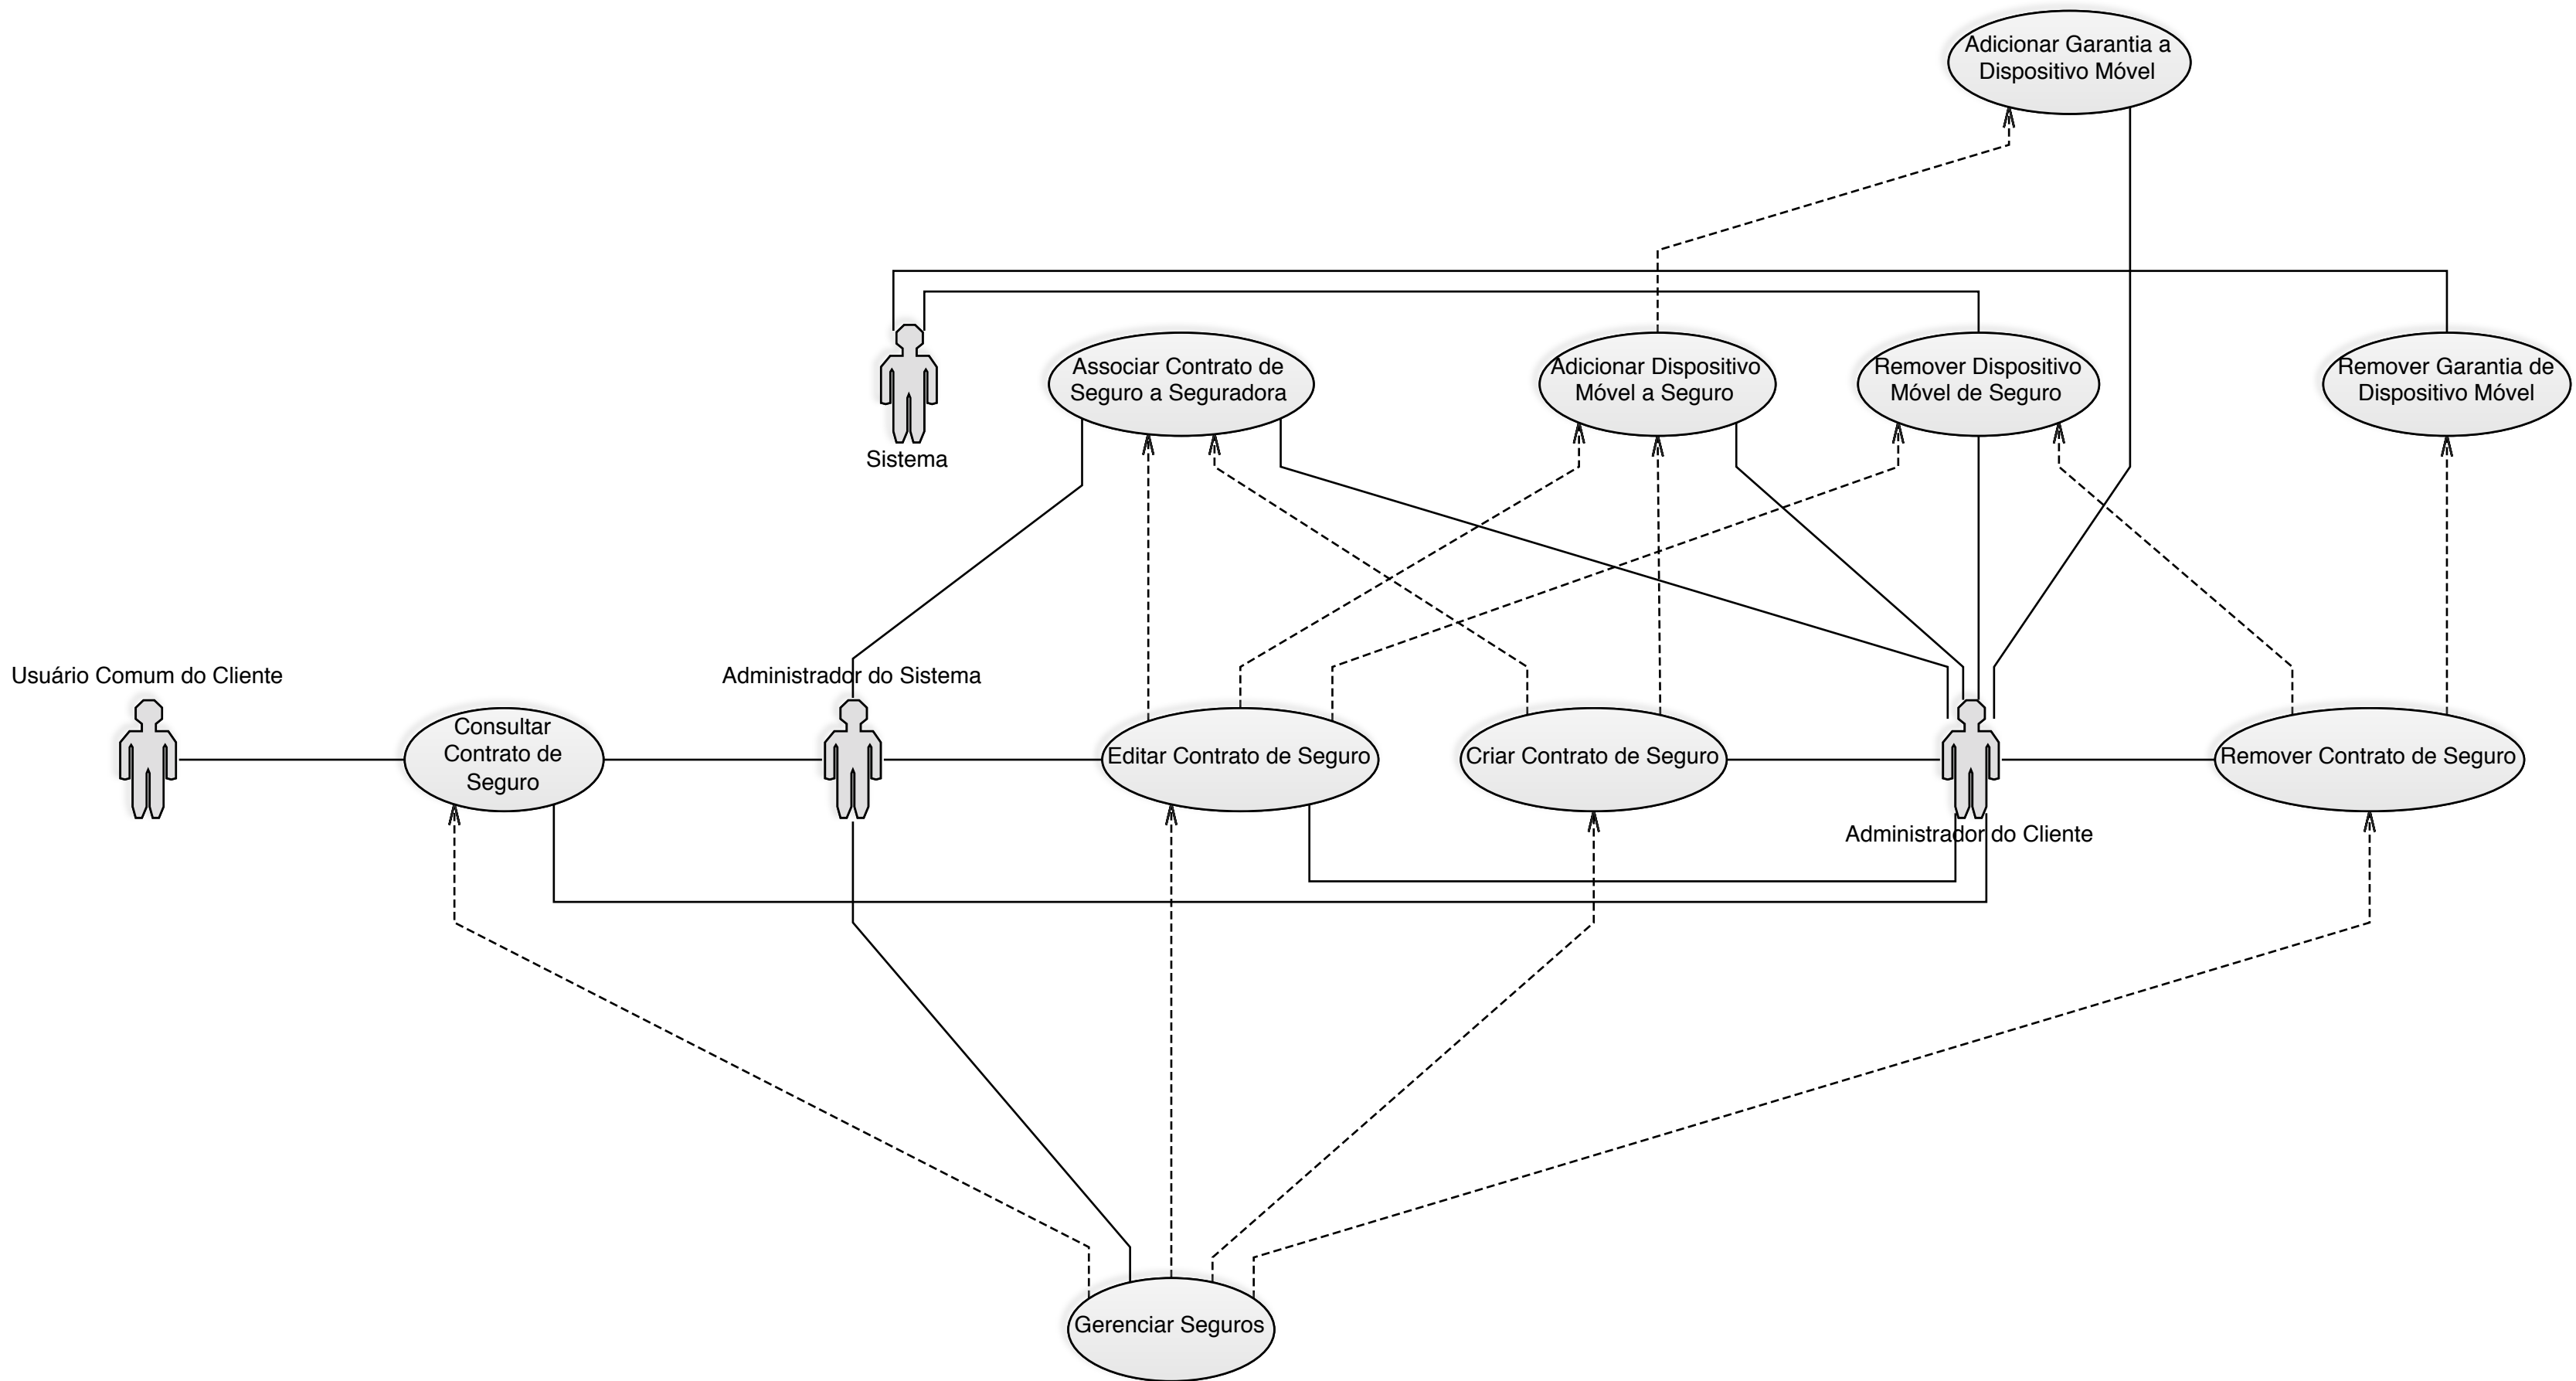 Adicionar Garantia a
Dispositivo Móvel
Associar Contrato de
Seguro a Seguradora
Adicionar Dispositivo
Móvel a Seguro
Remover Dispositivo
Móvel de Seguro
Remover Garantia de
Dispositivo Móvel
Sistema
Usuário Comum do Cliente
Administrador do Sistema
Consultar
Contrato de
Seguro
Editar Contrato de Seguro
Criar Contrato de Seguro
Remover Contrato de Seguro
Administrador do Cliente
Gerenciar Seguros